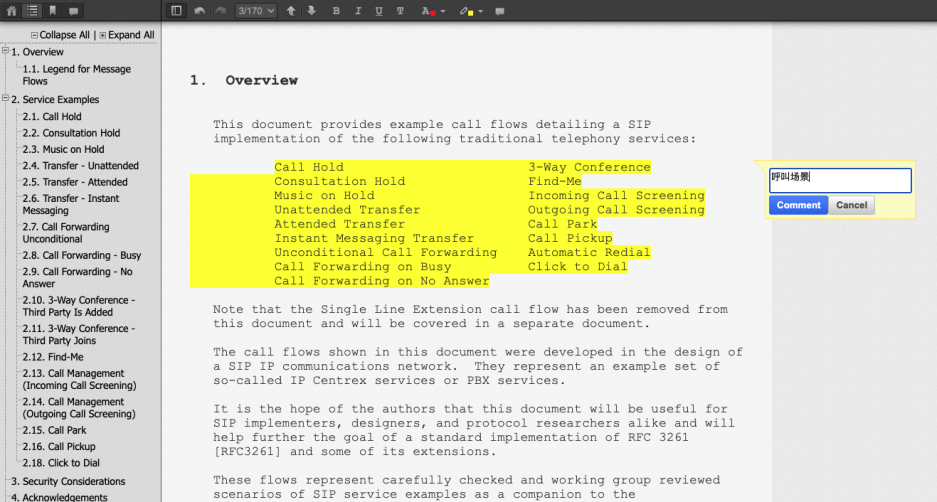 3/170
B I U T A
Collapse All | Expand All
1. Overview
1.1. Legend for Message
Flows
2. Service Examples
2.1. Call Hold
2.2. Consultation Hold
2.3. Music on Hold
2.4. Transfer - Unattended
2.5. Transfer - Attended
2.6. Transfer - Instant
Messaging
2.7. Call Forwarding
Unconditional
2.8. Call Forwarding - Busy
2.9. Call Forwarding - No
Answer
2.10. 3-Way Conference -
Third Party Is Added
2.11. 3-Way Conference -
Third Party Joins
2.12. Find-Me
2.13. Call Management
(Incoming Call Screening)
2.14. Call Management
(Outgoing Call Screening)
2.15. Call Park
2.16. Call Pickup
2.18. Click to Dial
3. Security Considerations
4. Acknowledgements
1. Overview
This document provides example call flows detailing a SIP
implementation of the following traditional telephony services:
Call Hold 3-Way Conference
Consultation Hold Find-Me
Music on Hold Incoming Call Screening
Unattended Transfer Outgoing Call Screening
Attended Transfer Call Park
Instant Messaging Transfer Call Pickup
Unconditional Call Forwarding Automatic Redial
Call Forwarding on Busy Click to Dial
Call Forwarding on No Answer
Note that the Single Line Extension call flow has been removed from
this document and will be covered in a separate document.
The call flows shown in this document were developed in the design of
a SIP IP communications network. They represent an example set of
so-called IP Centrex services or PBX services.
It is the hope of the authors that this document will be useful for
SIP implementers, designers, and protocol researchers alike and will
help further the goal of a standard implementation of RFC 3261
[RFC3261] and some of its extensions.
These flows represent carefully checked and working group reviewed
scenarios of SIP service examples as a companion to the
呼叫场景
Comment Cancel